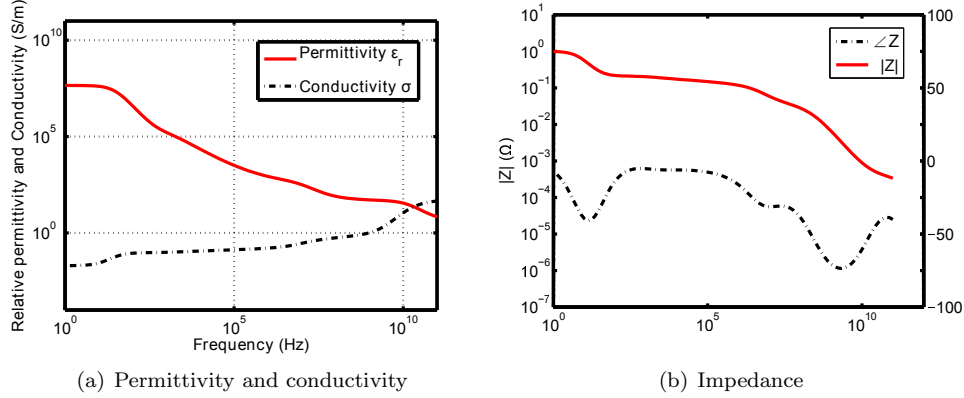 Relative permittivity and Conductivity (S/m)
10^10
10^5
10^0
Permittivity ε_r
Conductivity σ
10^0
10^5
10^10
Frequency (Hz)
(a) Permittivity and conductivity
|Z| (Ω)
10^1
10^0
10^-1
10^-2
10^-3
10^-4
10^-5
10^-6
10^-7
∠Z
|Z|
100
50
0
−50
−100
10^0
10^5
10^10
(b) Impedance